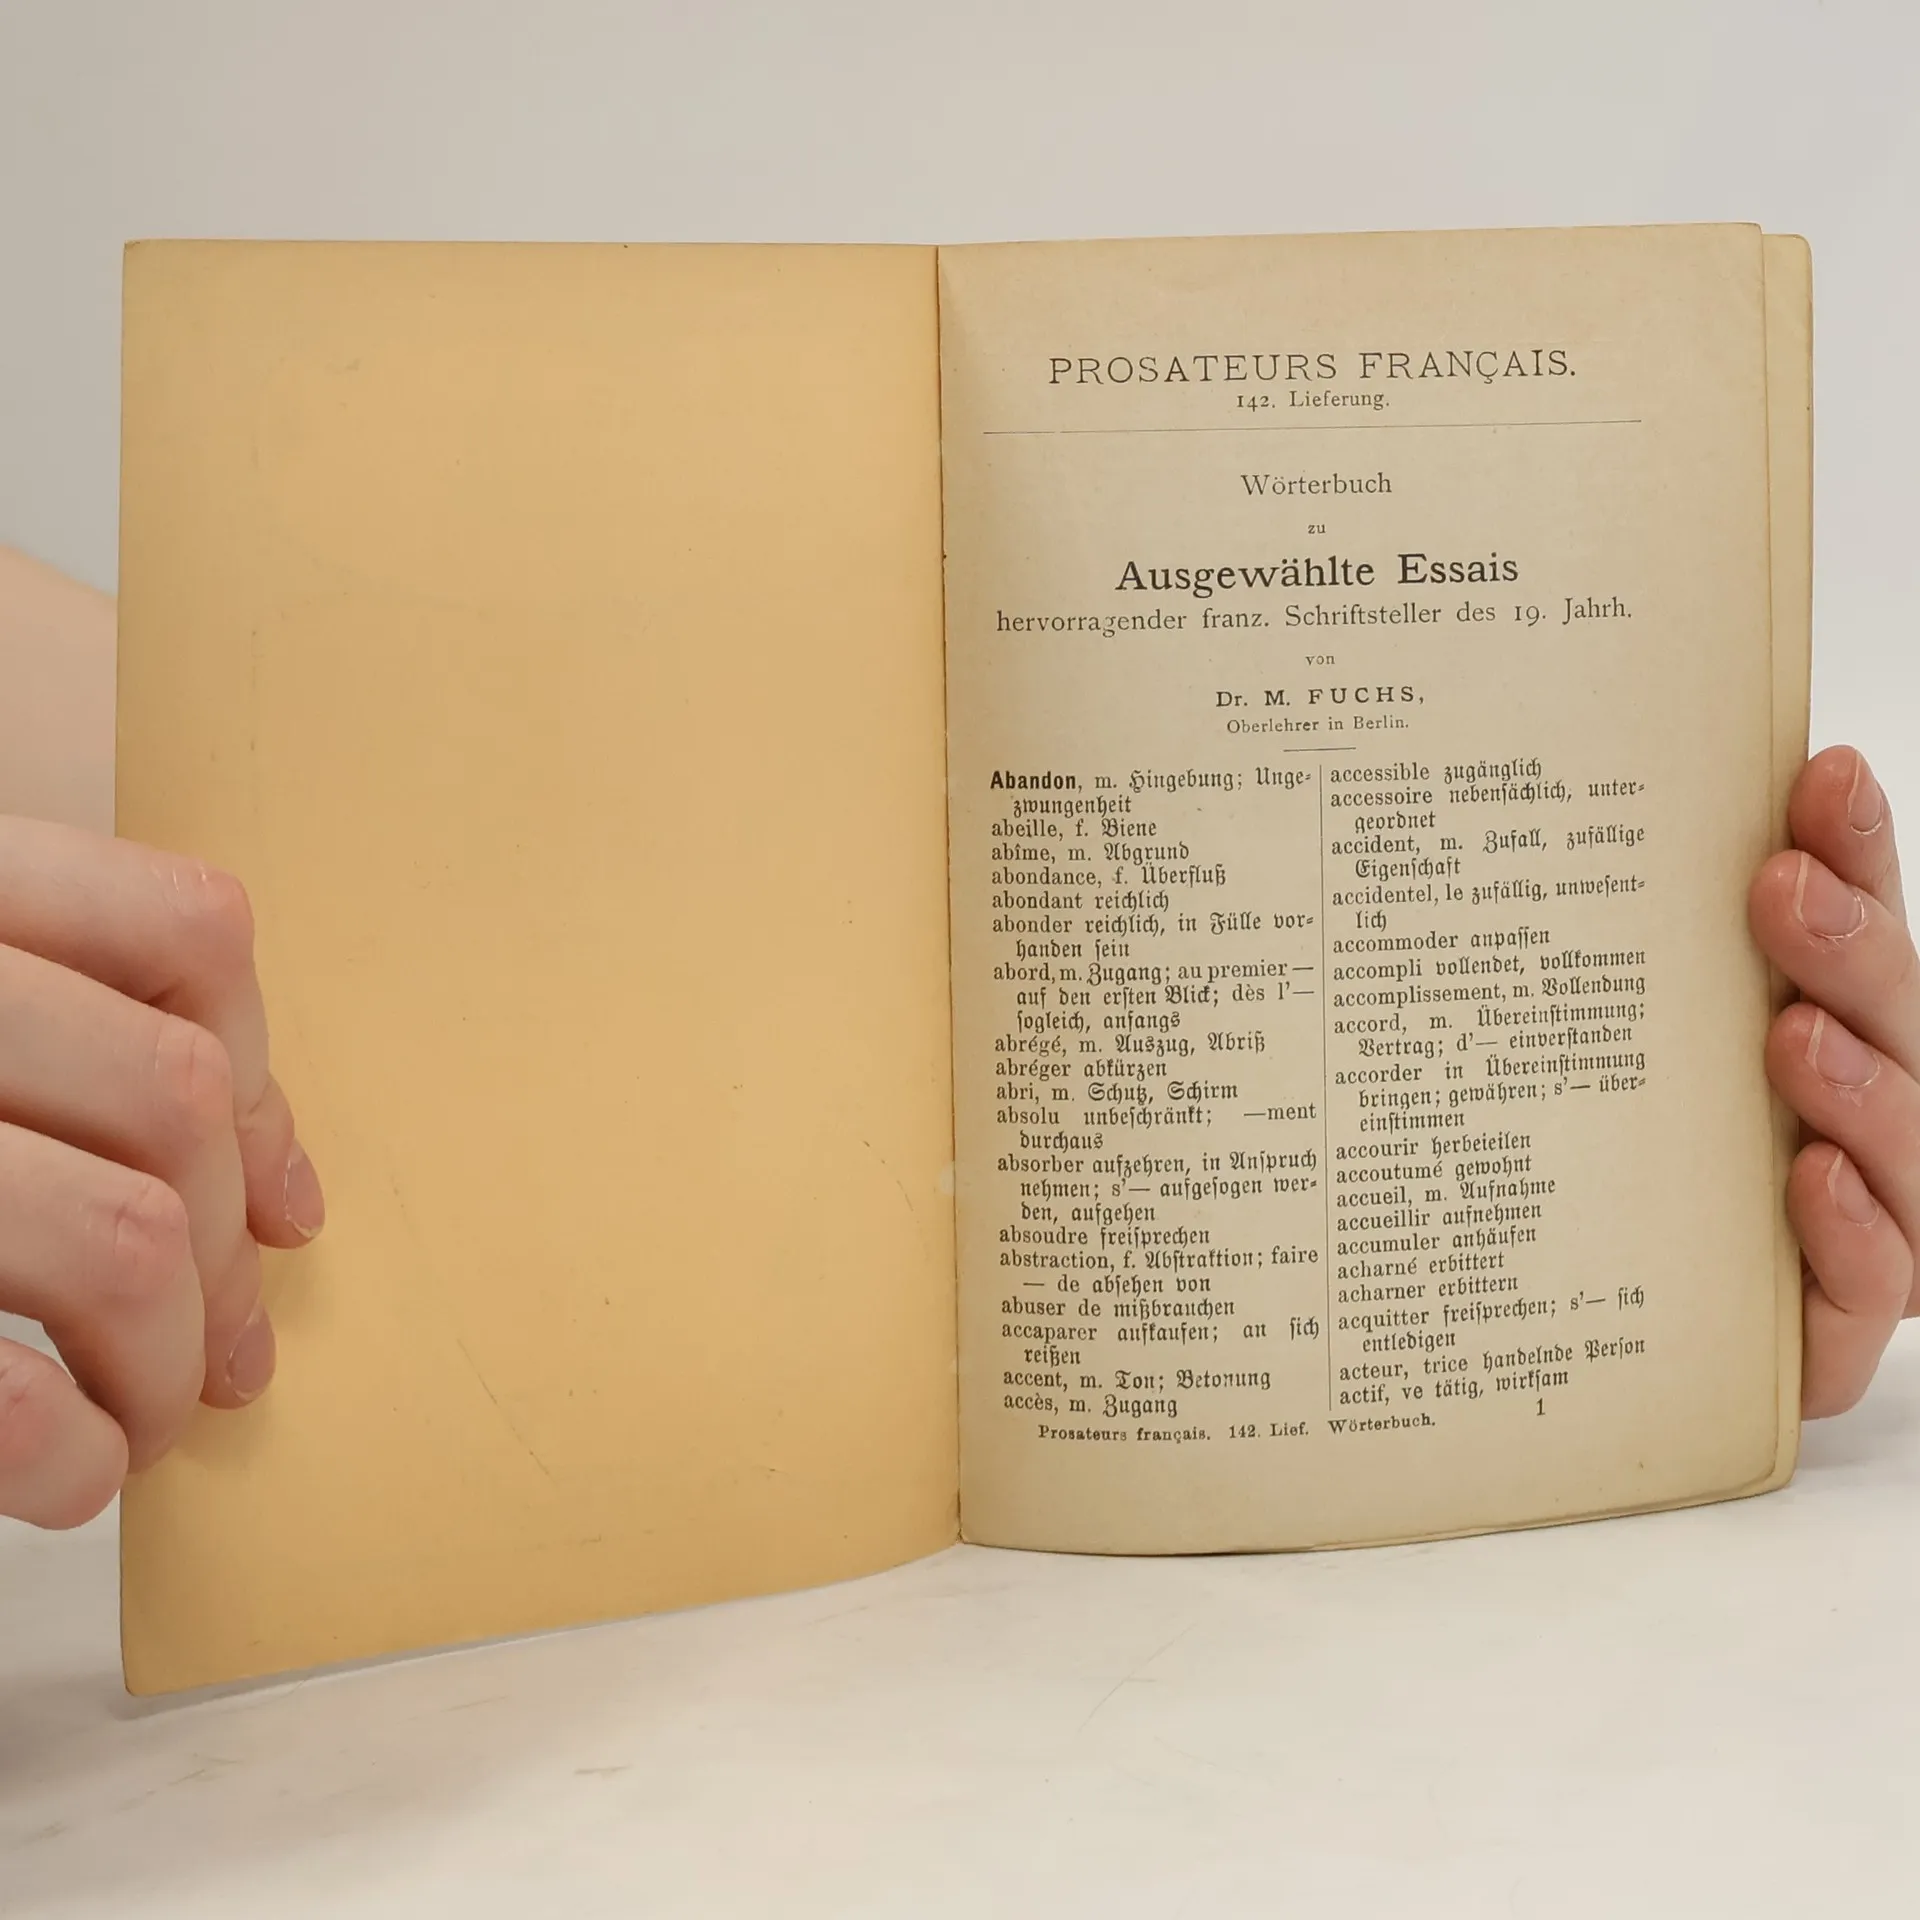 PROSATEURS FRANÇAIS.
142. Lieferung.
Wörterbuch
zu
Ausgewählte Essais
hervorragender franz. Schriftsteller des 19. Jahrh.
von
Dr. M. FUCHS,
Oberlehrer in Berlin.
Abandon, m. Hingebung; Unge-
zwungenheit
abeille, f. Biene
abîme, m. Abgrund
abondance, f. Überfluß
abondant reichlich
abonder reichlich, in Fülle vor-
handen sein
abord, m. Zugang; au premier —
auf den ersten Blick; dès l'—
sogleich, anfangs
abrégé, m. Auszug, Abriß
abréger abkürzen
abri, m. Schutz, Schirm
absolu unbeschränkt; —ment
durchaus
absorber aufzehren, in Anspruch
nehmen; s'— aufgesogen wer-
den, aufgehen
absoudre freisprechen
abstraction, f. Abstraktion; faire
— de absehen von
abuser de mißbrauchen
accaparer aufkaufen; an sich
reißen
accent, m. Ton; Betonung
accès, m. Zugang
accessible zugänglich
accessoire nebensächlich, unter-
geordnet
accident, m. Zufall, zufällige
Eigenschaft
accidentel, le zufällig, unwesent-
lich
accommoder anpassen
accompli vollendet, vollkommen
accomplissement, m. Vollendung
accord, m. Übereinstimmung;
Vertrag; d'— einverstanden
accorder in Übereinstimmung
bringen; gewähren; s'— über-
einstimmen
accourir herbeieilen
accoutumé gewohnt
accueil, m. Aufnahme
accueillir aufnehmen
accumuler anhäufen
acharné erbittert
acharner erbittern
acquitter freisprechen; s'— sich
entledigen
acteur, trice handelnde Person
actif, ve tätig, wirksam
Prosateurs français. 142. Lief. Wörterbuch. 1